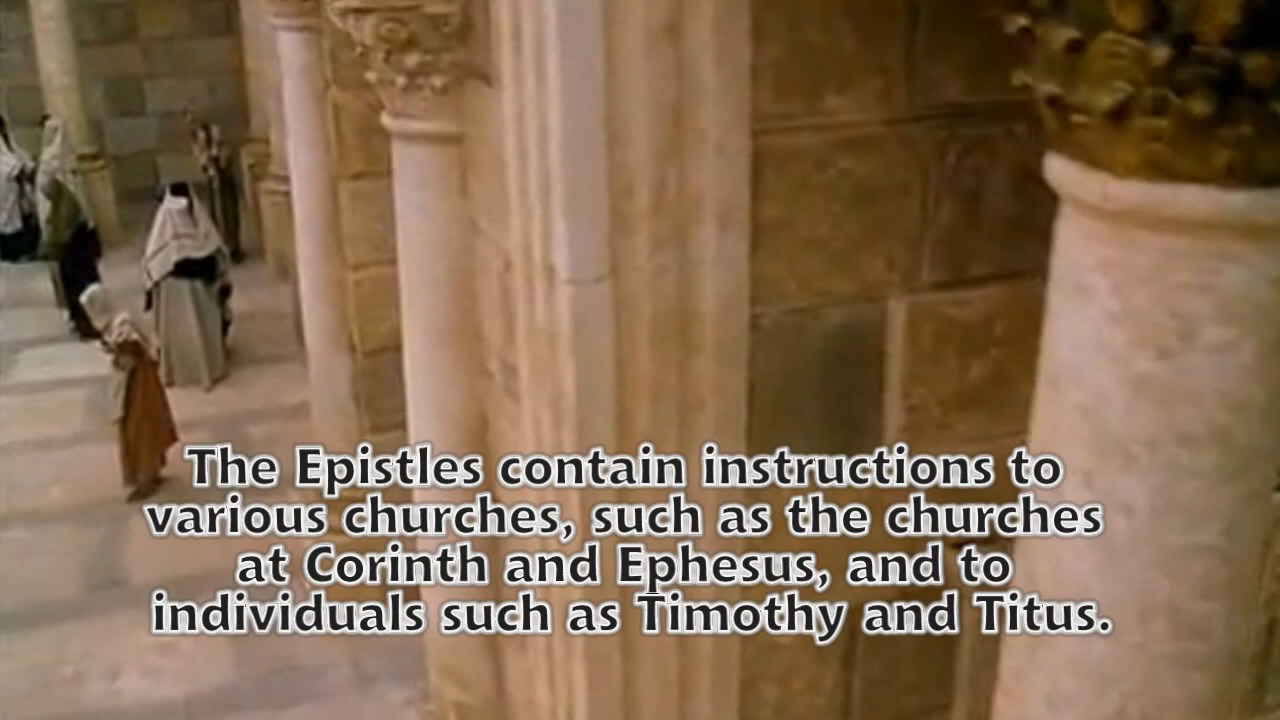 The Epistles contain instructions to
various churches, such as the churches
at Corinth and Ephesus, and to
individuals such as Timothy and Titus.